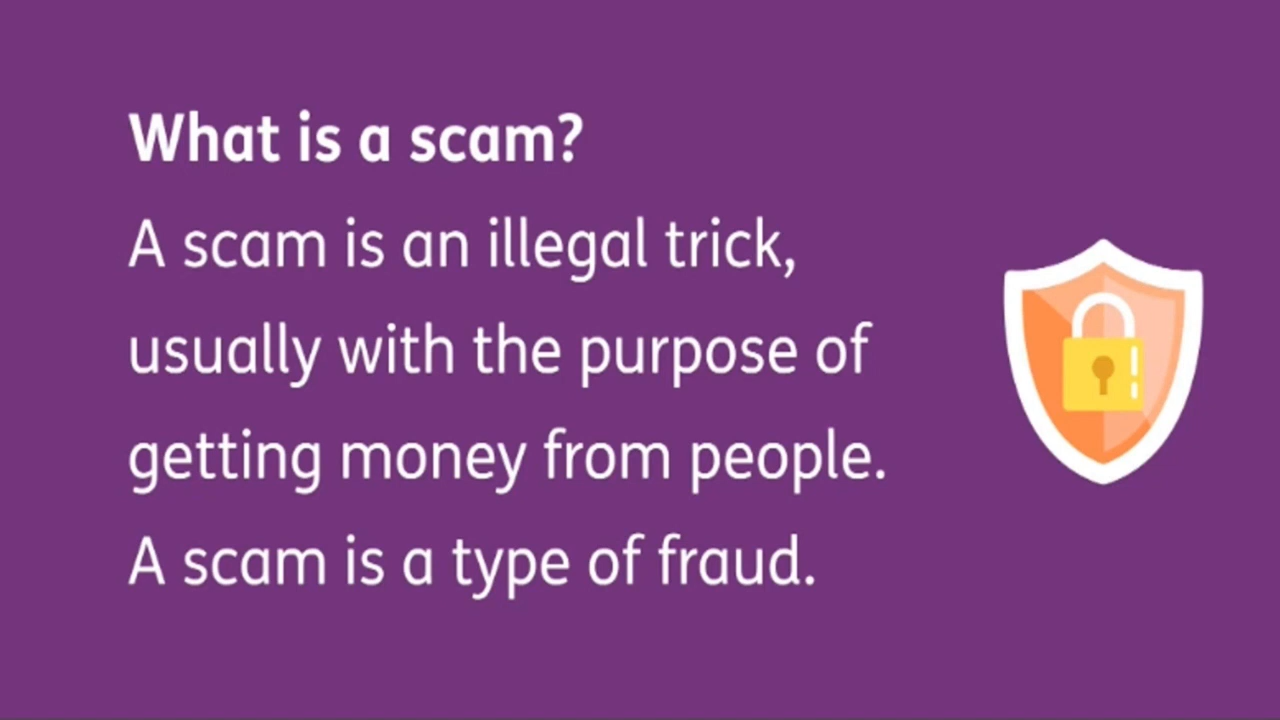 What is a scam?
A scam is an illegal trick,
usually with the purpose of
getting money from people.
A scam is a type of fraud.